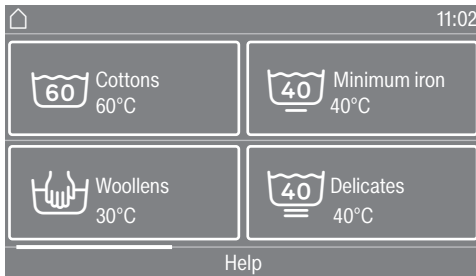 11:02
60 Cottons
60°C
40 Minimum iron
40°C
Woollens
30°C
40 Delicates
40°C
Help